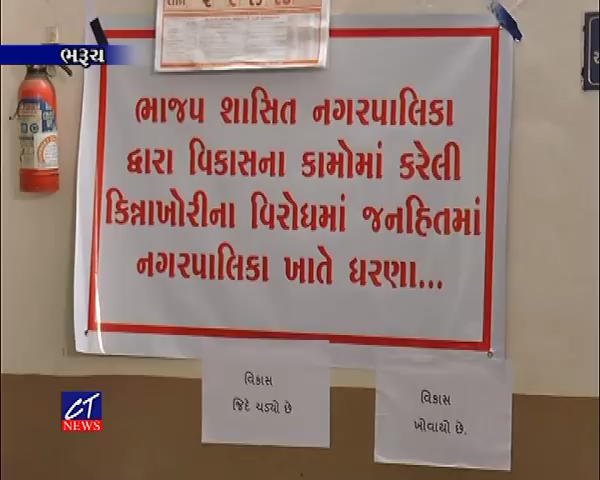 ભરૂચ
ભાજપ શાસિત નગરપાલિકા
દ્વારા વિકાસના કામોમાં કરેલી
કિન્નાખોરીના વિરોધમાં જનહિતમાં
નગરપાલિકા ખાતે ધરણા...
વિકાસ
જિદે ચડ્યો છે
વિકાસ
ખોવાયો છે.
CT
NEWS